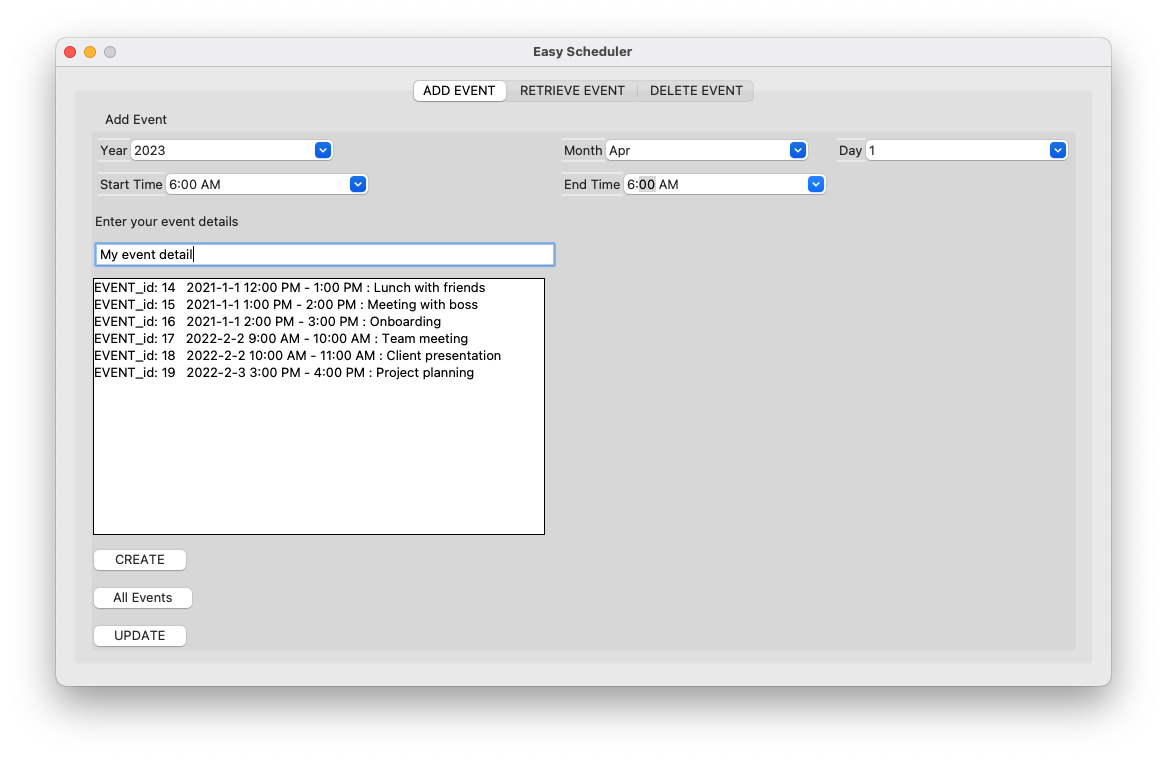 Easy Scheduler
ADD EVENT RETRIEVE EVENT DELETE EVENT
Add Event
Year 2023 Month Apr Day 1
Start Time 6:00 AM End Time 6:00 AM
Enter your event details
My event detail
EVENT_id: 14 2021-1-1 12:00 PM - 1:00 PM : Lunch with friends
EVENT_id: 15 2021-1-1 1:00 PM - 2:00 PM : Meeting with boss
EVENT_id: 16 2021-1-1 2:00 PM - 3:00 PM : Onboarding
EVENT_id: 17 2022-2-2 9:00 AM - 10:00 AM : Team meeting
EVENT_id: 18 2022-2-2 10:00 AM - 11:00 AM : Client presentation
EVENT_id: 19 2022-2-3 3:00 PM - 4:00 PM : Project planning
CREATE
All Events
UPDATE